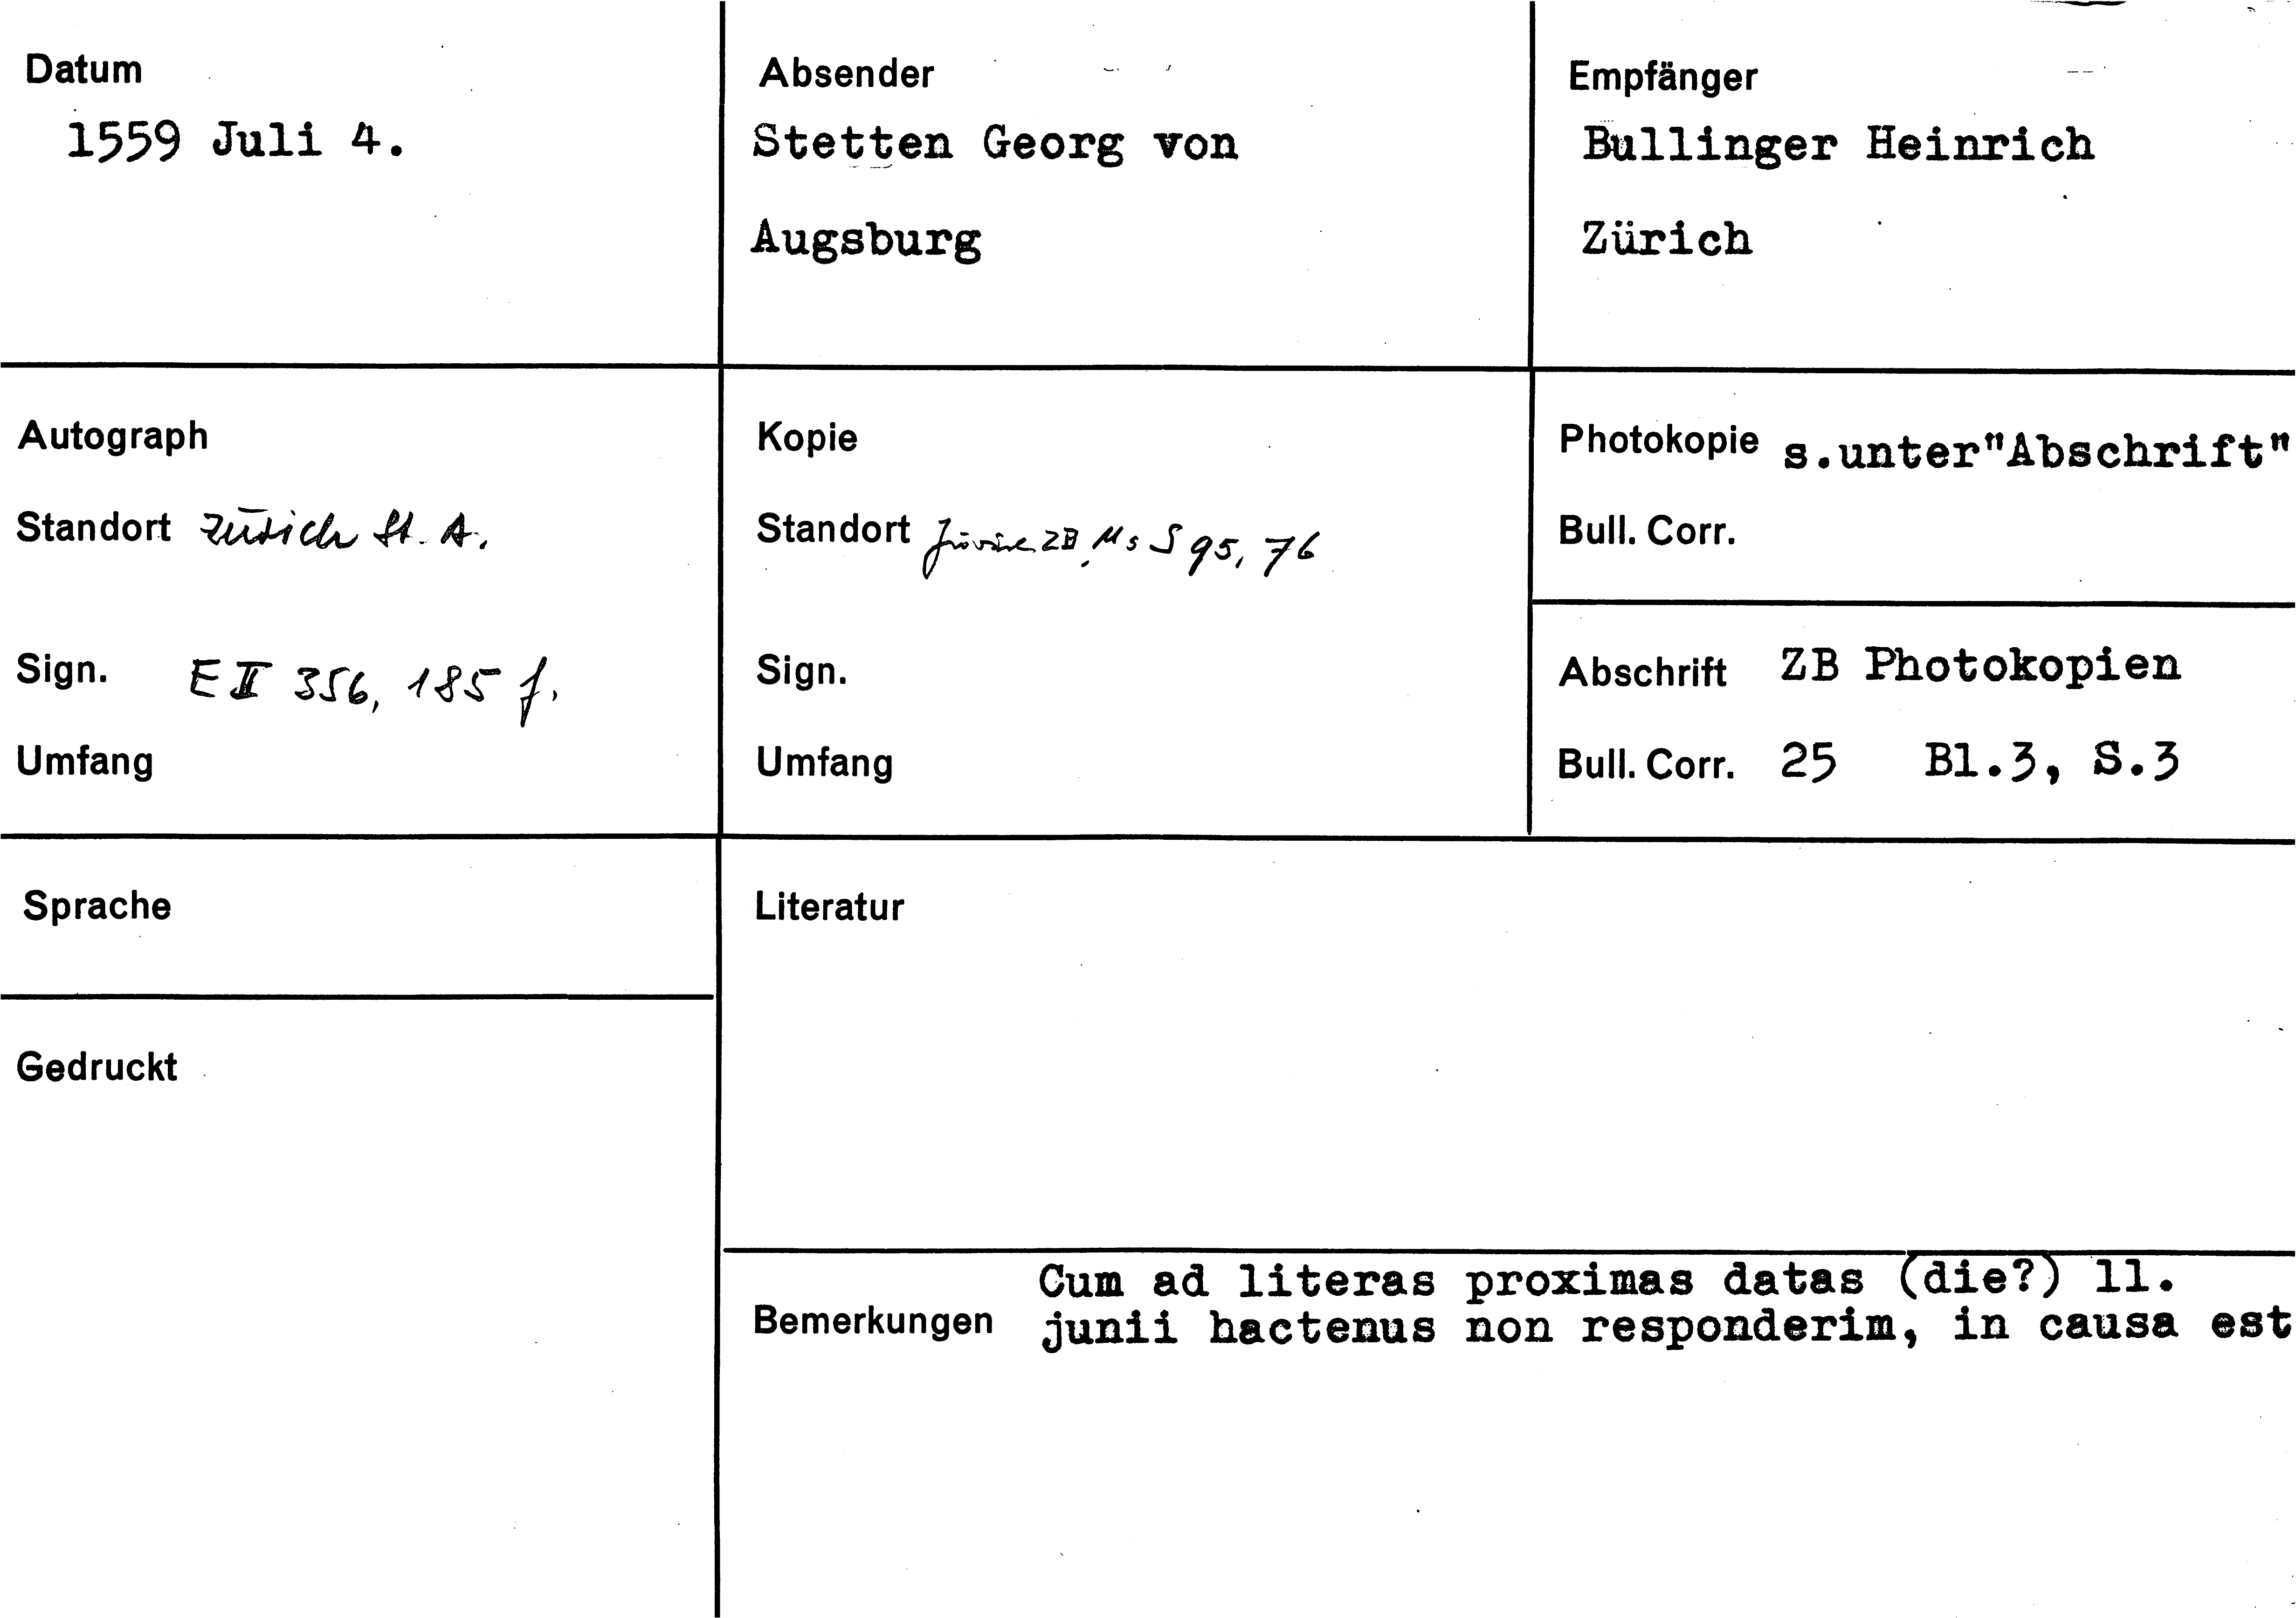 Datum
1559 Juli 4.
Absender
Stetten Georg von
Augsburg
Empfänger
Bullinger Heinrich
Zürich
Autograph
Standort Zürich St. A.
Sign. E II 356, 185 f.
Umfang
Kopie
Standort Zürich ZB, Ms S 95, 76
Sign.
Umfang
Photokopie s.unter"Abschrift"
Bull. Corr.
Abschrift ZB Photokopien
Bull. Corr. 25 Bl.3, S.3
Sprache
Gedruckt
Literatur
Bemerkungen
Cum ad literas proximas datas (die?) 11.
junii hactenus non responderim, in causa est